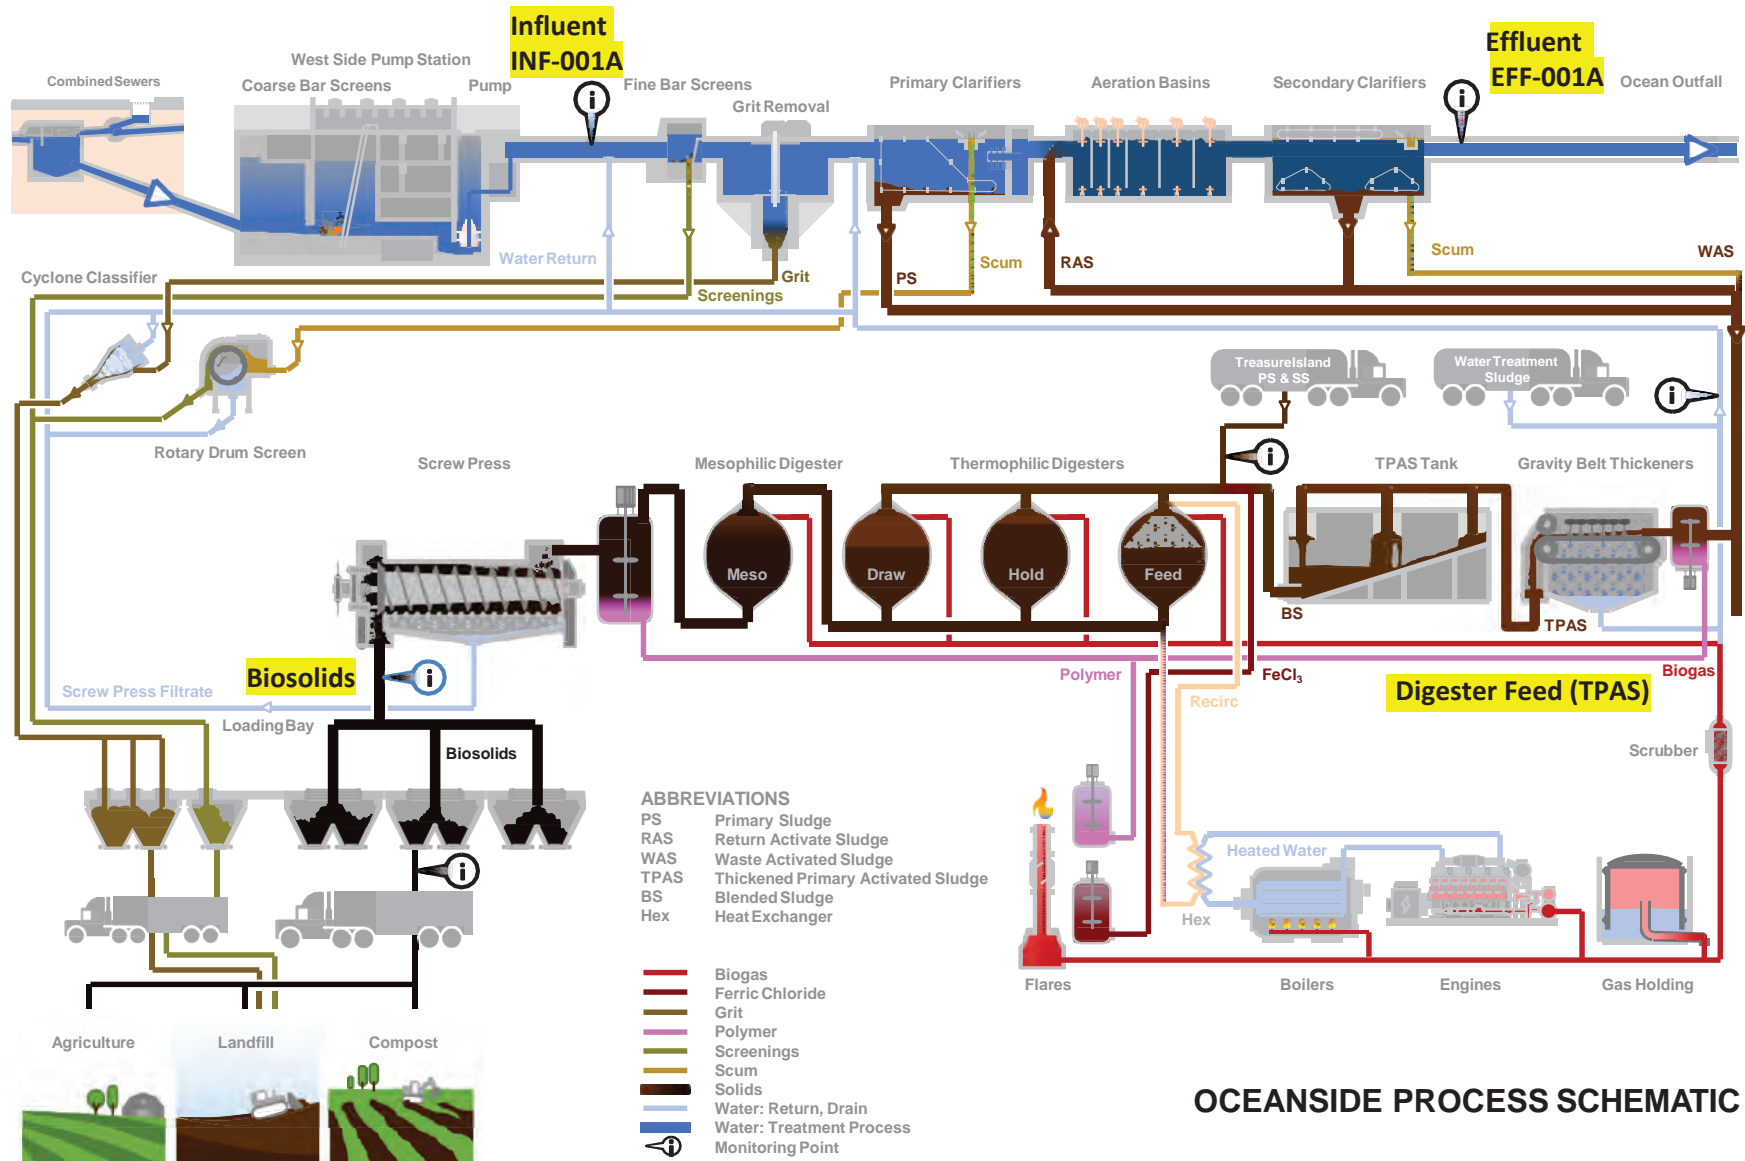 Influent
INF-001A
Effluent
EFF-001A
West Side Pump Station
Combined Sewers
Coarse Bar Screens
Pump
Fine Bar Screens
Grit Removal
Primary Clarifiers
Aeration Basins
Secondary Clarifiers
Ocean Outfall
Water Return
Cyclone Classifier
Grit
Screenings
PS
Scum
RAS
Scum
WAS
Treasure Island
PS & SS
Water Treatment
Sludge
Rotary Drum Screen
Screw Press
Mesophilic Digester
Thermophilic Digesters
TPAS Tank
Gravity Belt Thickeners
Meso
Draw
Hold
Feed
BS
TPAS
Polymer
FeCl3
Biogas
Biosolids
Screw Press Filtrate
Loading Bay
Recirc
Digester Feed (TPAS)
Biosolids
Scrubber
ABBREVIATIONS
PS Primary Sludge
RAS Return Activate Sludge
WAS Waste Activated Sludge
TPAS Thickened Primary Activated Sludge
BS Blended Sludge
Hex Heat Exchanger
Heated Water
Hex
Flares
Boilers
Engines
Gas Holding
Biogas
Ferric Chloride
Grit
Polymer
Screenings
Scum
Solids
Water: Return, Drain
Water: Treatment Process
Monitoring Point
Agriculture
Landfill
Compost
OCEANSIDE PROCESS SCHEMATIC